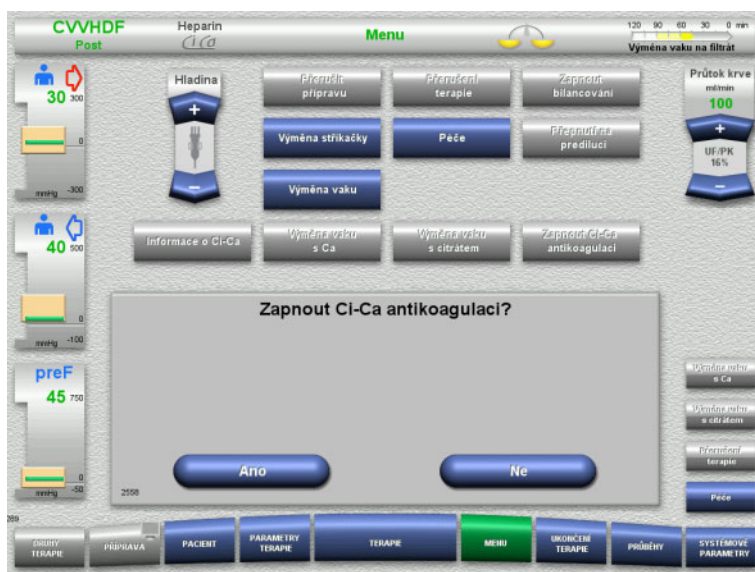 CVVHDF
Post
Heparin
Ci Ca
Menu
120 90 60 30 0 min
Výměna vaku na filtrát
30 300
0
mmHg -300
Hladina
+
−
Přerušit
přípravu
Přerušení
terapie
Zapnout
bilancování
Výměna stříkačky
Péče
Přepnutí na
prediluci
Výměna vaku
Průtok krve
ml/min
100
+
UF/PK
16%
−
40 500
0
mmHg -100
Informace o Ci-Ca
Výměna vaku
s Ca
Výměna vaku
s citrátem
Zapnout Ci-Ca
antikoagulaci
Zapnout Ci-Ca antikoagulaci?
Ano
Ne
2558
preF
45 750
0
mmHg -50
Výměna vaku
s Ca
Výměna vaku
s citrátem
Přerušení
terapie
Péče
DRUHY
TERAPIE
PŘÍPRAVA
PACIENT
PARAMETRY
TERAPIE
TERAPIE
MENU
UKONČENÍ
TERAPIE
PRŮBĚHY
SYSTÉMOVÉ
PARAMETRY